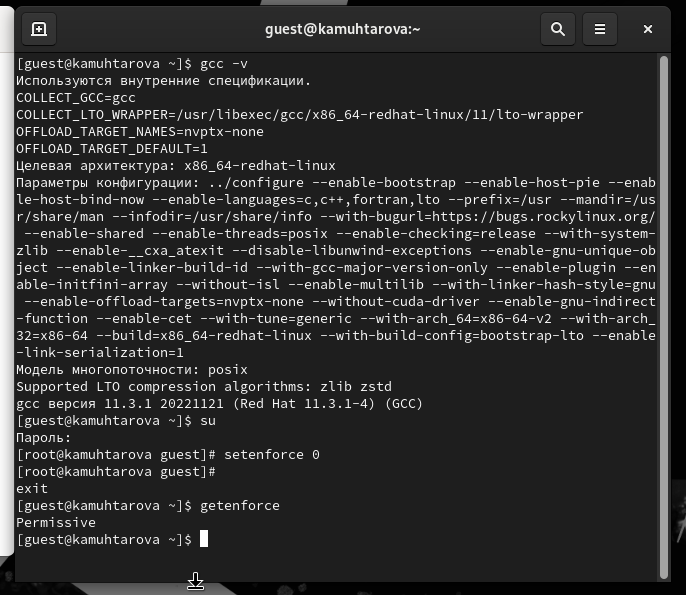 guest@kamuhtarova:~
[guest@kamuhtarova ~]$ gcc -v
Используются внутренние спецификации.
COLLECT_GCC=gcc
COLLECT_LTO_WRAPPER=/usr/libexec/gcc/x86_64-redhat-linux/11/lto-wrapper
OFFLOAD_TARGET_NAMES=nvptx-none
OFFLOAD_TARGET_DEFAULT=1
Целевая архитектура: x86_64-redhat-linux
Параметры конфигурации: ../configure --enable-bootstrap --enable-host-pie --enab
le-host-bind-now --enable-languages=c,c++,fortran,lto --prefix=/usr --mandir=/us
r/share/man --infodir=/usr/share/info --with-bugurl=https://bugs.rockylinux.org/
--enable-shared --enable-threads=posix --enable-checking=release --with-system-
zlib --enable-__cxa_atexit --disable-libunwind-exceptions --enable-gnu-unique-ob
ject --enable-linker-build-id --with-gcc-major-version-only --enable-plugin --en
able-initfini-array --without-isl --enable-multilib --with-linker-hash-style=gnu
--enable-offload-targets=nvptx-none --without-cuda-driver --enable-gnu-indirect
-function --enable-cet --with-tune=generic --with-arch_64=x86-64-v2 --with-arch_
32=x86-64 --build=x86_64-redhat-linux --with-build-config=bootstrap-lto --enable
-link-serialization=1
Модель многопоточности: posix
Supported LTO compression algorithms: zlib zstd
gcc версия 11.3.1 20221121 (Red Hat 11.3.1-4) (GCC)
[guest@kamuhtarova ~]$ su
Пароль:
[root@kamuhtarova guest]# setenforce 0
[root@kamuhtarova guest]#
exit
[guest@kamuhtarova ~]$ getenforce
Permissive
[guest@kamuhtarova ~]$